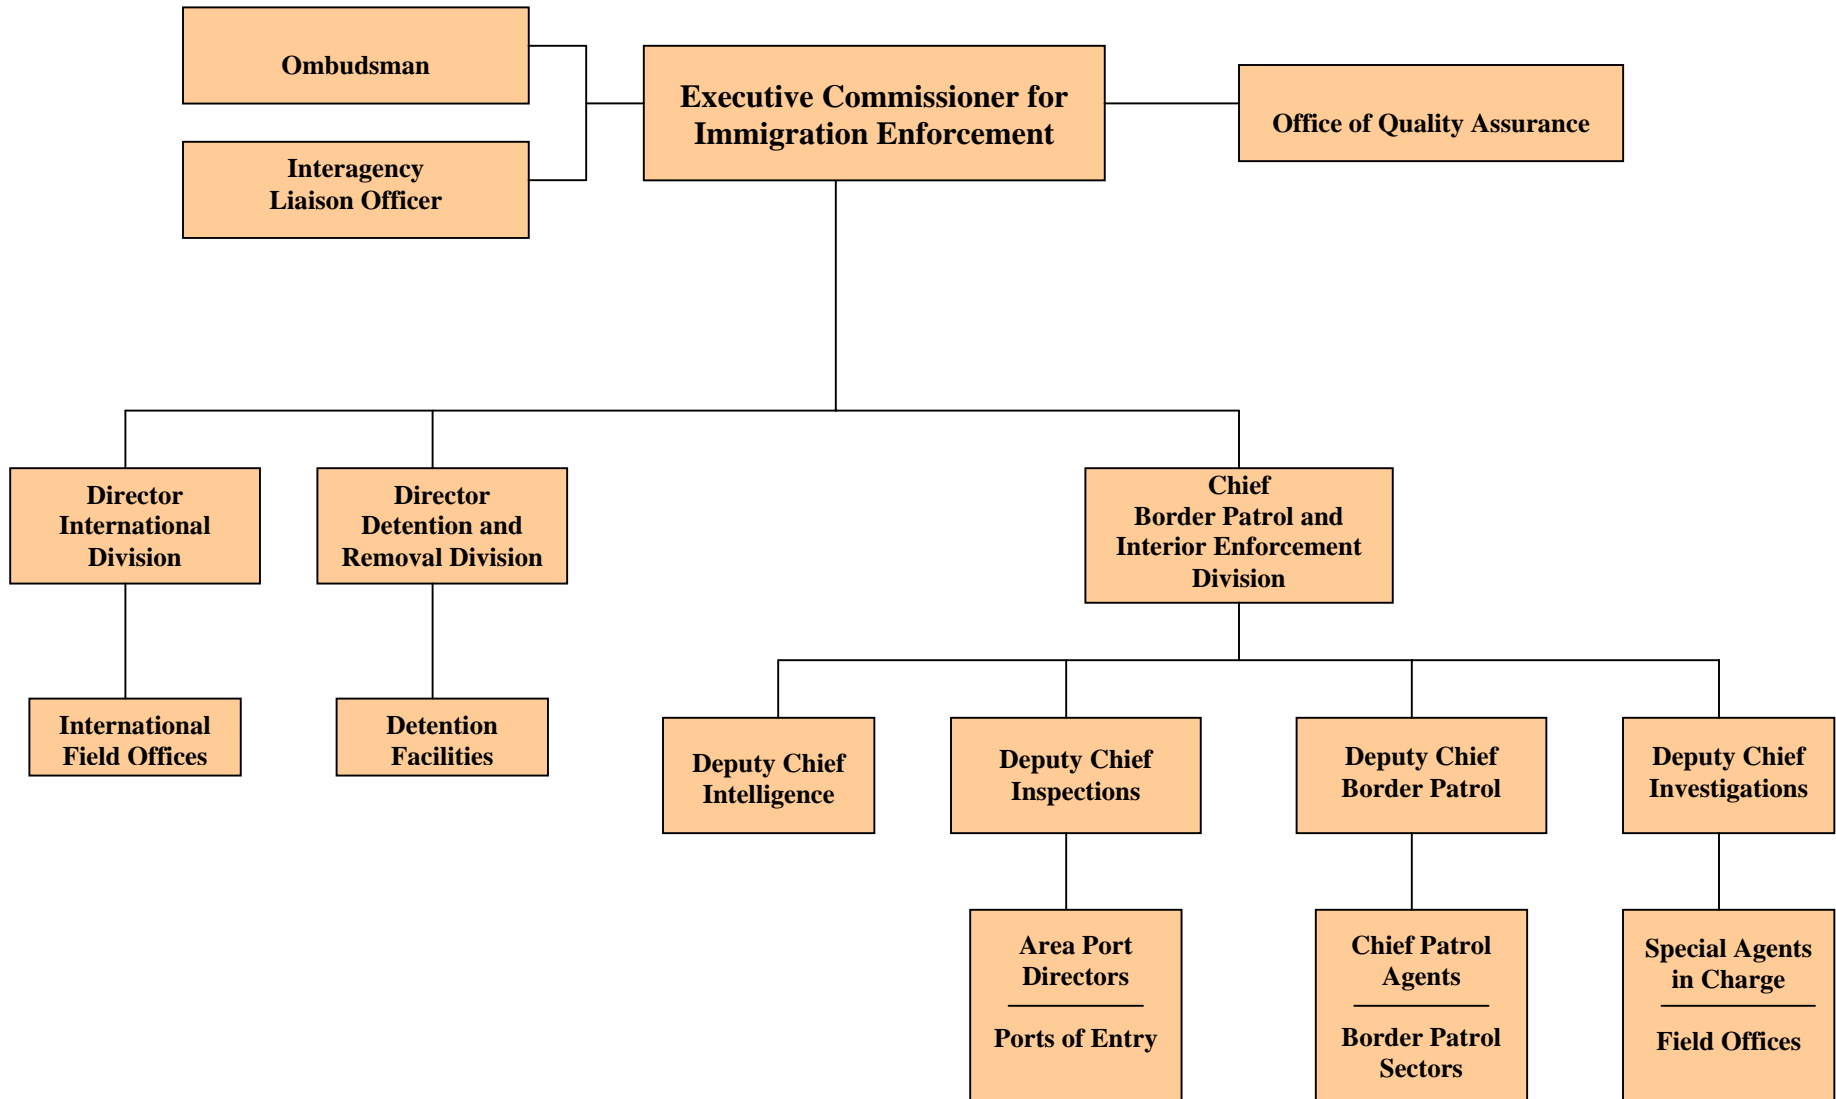 Ombudsman
Executive Commissioner for
Immigration Enforcement
Office of Quality Assurance
Interagency
Liaison Officer
Director
International
Division
Director
Detention and
Removal Division
Chief
Border Patrol and
Interior Enforcement
Division
International
Field Offices
Detention
Facilities
Deputy Chief
Intelligence
Deputy Chief
Inspections
Deputy Chief
Border Patrol
Deputy Chief
Investigations
Area Port
Directors
Ports of Entry
Chief Patrol
Agents
Border Patrol
Sectors
Special Agents
in Charge
Field Offices